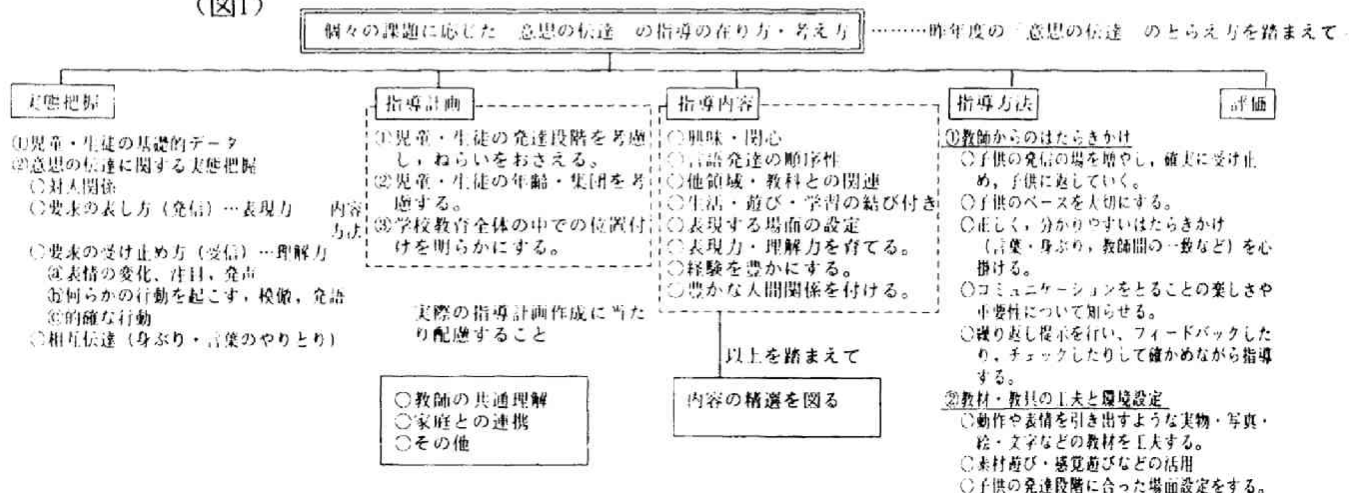 (図1)
個々の課題に応じた 意思の伝達 の指導の在り方・考え方
………昨年度の「意思の伝達 のとらえ方を踏まえて
実態把握
①児童・生徒の基礎的データ
②意思の伝達に関する実態把握
○対人関係
○要求の表し方(発信)…表現力
内容
方法
○要求の受け止め方(受信)…理解力
ⓐ表情の変化、注目,発声
ⓑ何らかの行動を起こす,模倣,発語
ⓒ的確な行動
○相互伝達(身ぶり・言葉のやりとり)
指導計画
①児童・生徒の発達段階を考慮
し,ねらいをおさえる。
②児童・生徒の年齢・集団を考
慮する。
③学校教育全体の中での位置付
けを明らかにする。
実際の指導計画作成に当た
り配慮すること
○教師の共通理解
○家庭との連携
○その他
指導内容
○興味・関心
○言語発達の順序性
○他領域・教科との関連
○生活・遊び・学習の結び付き
○表現する場面の設定
○表現力・理解力を育てる。
○経験を豊かにする。
○豊かな人間関係を付ける。
以上を踏まえて
内容の精選を図る
指導方法
①教師からのはたらきかけ
○子供の発信の場を増やし,確実に受け止
め,子供に返していく。
○子供のペースを大切にする。
○正しく,分かりやすいはたらきかけ
(言葉・身ぶり,教師間の一致など)を心
掛ける。
○コミュニケーションをとることの楽しさや
重要性について知らせる。
○繰り返し提示を行い,フィードバックした
り,チェックしたりして確かめながら指導
する。
②教材・教具の工夫と環境設定
○動作や表情を引き出すような実物・写真・
絵・文字などの教材を工夫する。
○素材遊び・感覚遊びなどの活用
○子供の発達段階に合った場面設定をする。
評価